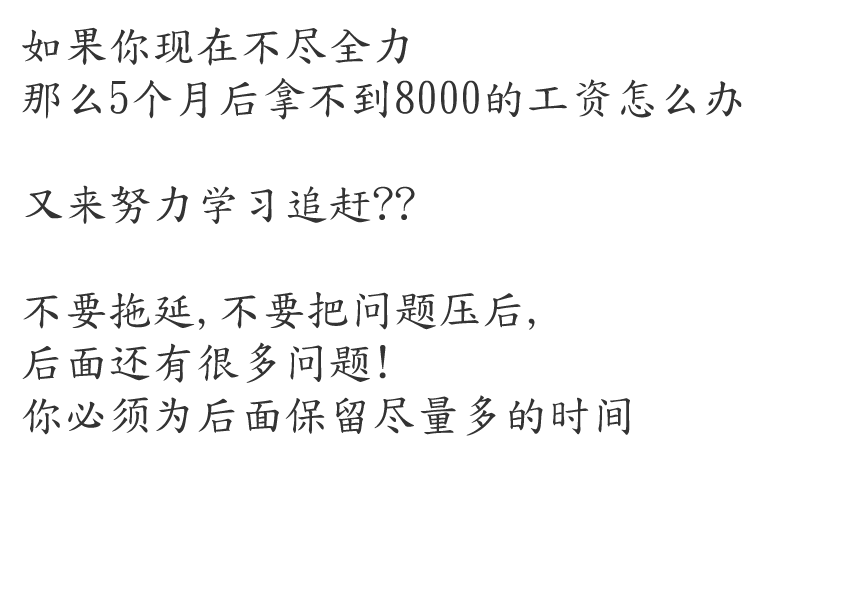 如果你现在不尽全力
那么5个月后拿不到8000的工资怎么办
又来努力学习追赶??
不要拖延,不要把问题压后,
后面还有很多问题!
你必须为后面保留尽量多的时间